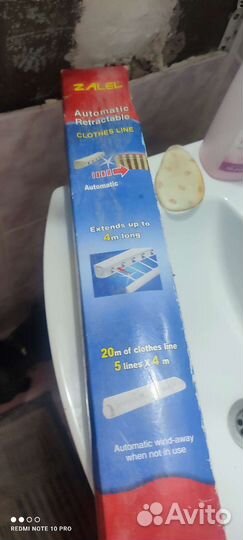 ZALEL
Automatic
Retractable
CLOTHES LINE
Automatic
Extends up to
4m long
20m of clothes line
5 lines X 4 m
Automatic wind-away
when not in use
REDMI NOTE 10 PRO
Avito